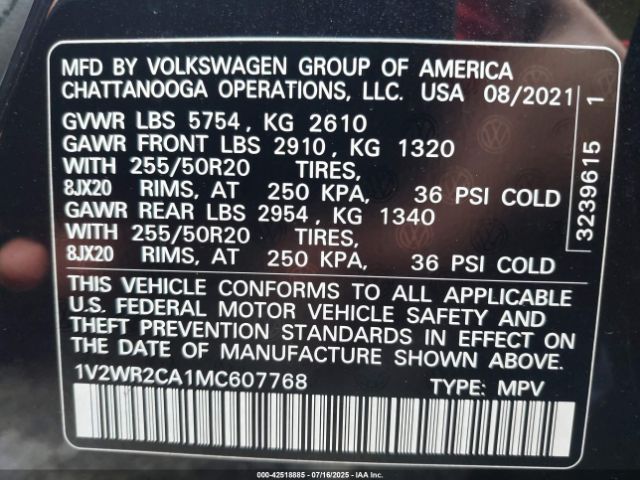 MFD BY VOLKSWAGEN GROUP OF AMERICA
CHATTANOOGA OPERATIONS, LLC. USA 08/2021
GVWR LBS 5754, KG 2610
GAWR FRONT LBS 2910, KG 1320
WITH 255/50R20 TIRES,
8JX20 RIMS, AT 250 KPA, 36 PSI COLD
GAWR REAR LBS 2954, KG 1340
WITH 255/50R20 TIRES,
8JX20 RIMS, AT 250 KPA, 36 PSI COLD
THIS VEHICLE CONFORMS TO ALL APPLICABLE
U.S. FEDERAL MOTOR VEHICLE SAFETY AND
THEFT PREVENTION STANDARDS IN EFFECT ON
THE DATE OF MANUFACTURE SHOWN ABOVE.
1V2WR2CA1MC607768 TYPE: MPV
3239615 1
000-42518885 - 07/16/2025 - IAA Inc.